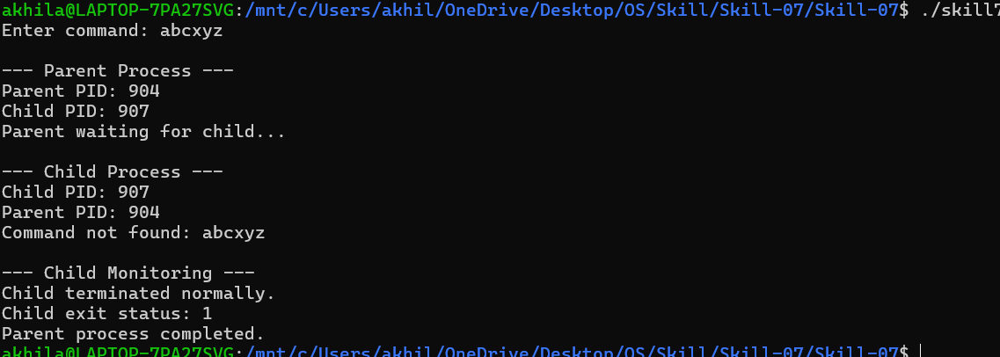 akhila@LAPTOP-7PA27SVG:/mnt/c/Users/akhil/OneDrive/Desktop/OS/Skill/Skill-07/Skill-07$ ./skill7
Enter command: abcxyz
--- Parent Process ---
Parent PID: 904
Child PID: 907
Parent waiting for child...
--- Child Process ---
Child PID: 907
Parent PID: 904
Command not found: abcxyz
--- Child Monitoring ---
Child terminated normally.
Child exit status: 1
Parent process completed.
akhila@LAPTOP-7PA27SVG:/mnt/c/Users/akhil/OneDrive/Desktop/OS/Skill/Skill-07/Skill-07$